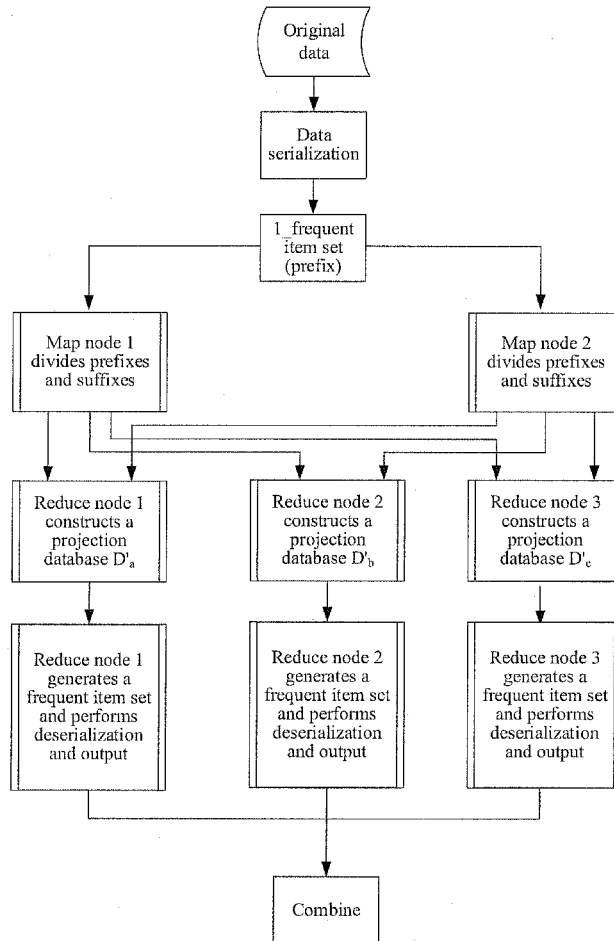 Original
data
Data
serialization
1_frequent
item set
(prefix)
Map node 1
divides prefixes
and suffixes
Map node 2
divides prefixes
and suffixes
Reduce node 1
constructs a
projection
database D'a
Reduce node 2
constructs a
projection
database D'b
Reduce node 3
constructs a
projection
database D'c
Reduce node 1
generates a
frequent item set
and performs
deserialization
and output
Reduce node 2
generates a
frequent item set
and performs
deserialization
and output
Reduce node 3
generates a
frequent item set
and performs
deserialization
and output
Combine